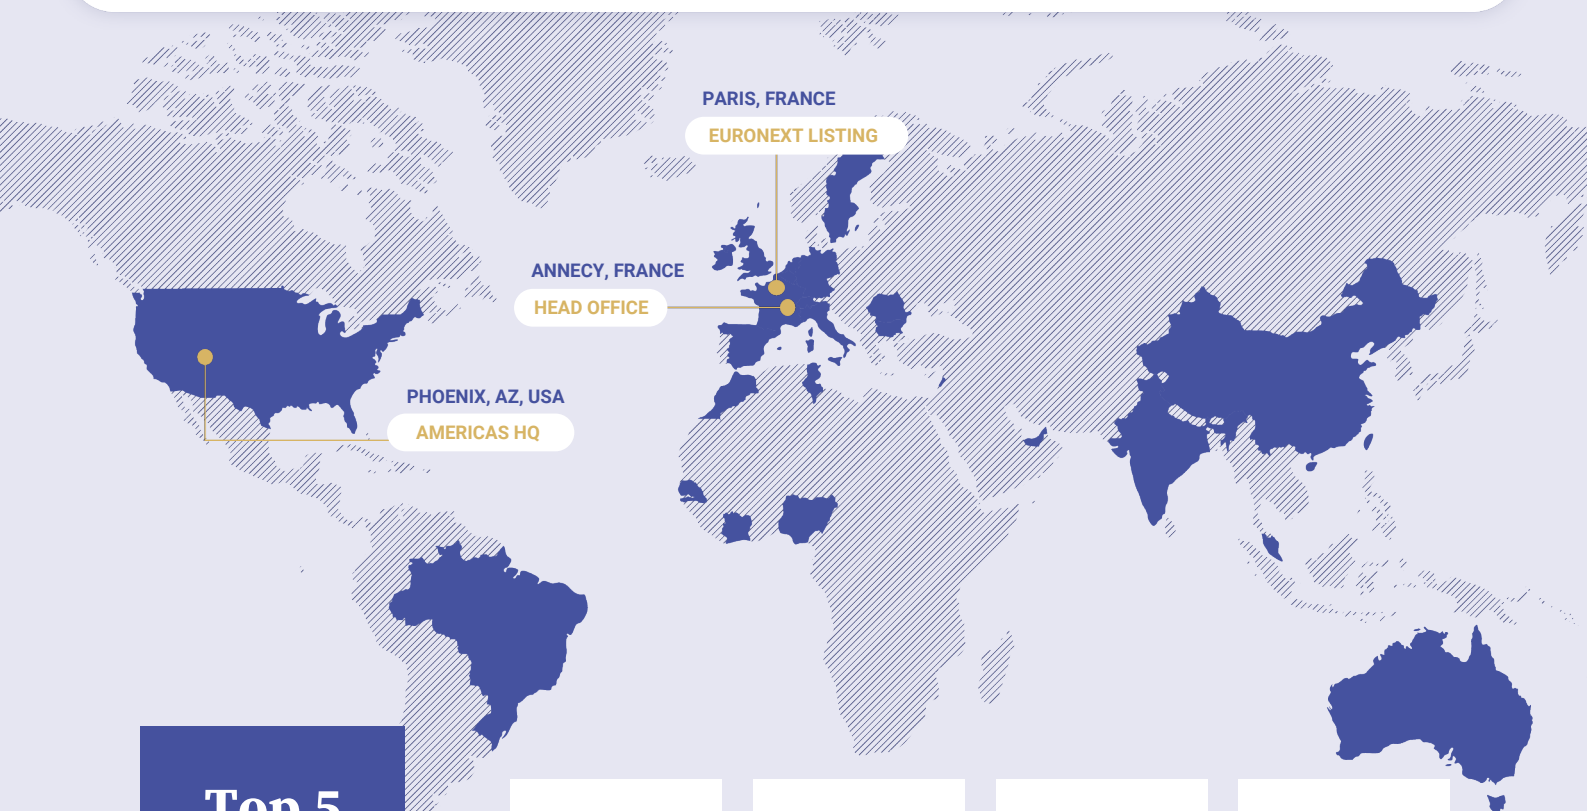 PARIS, FRANCE
EURONEXT LISTING
ANNECY, FRANCE
HEAD OFFICE
PHOENIX, AZ, USA
AMERICAS HQ
Top 5